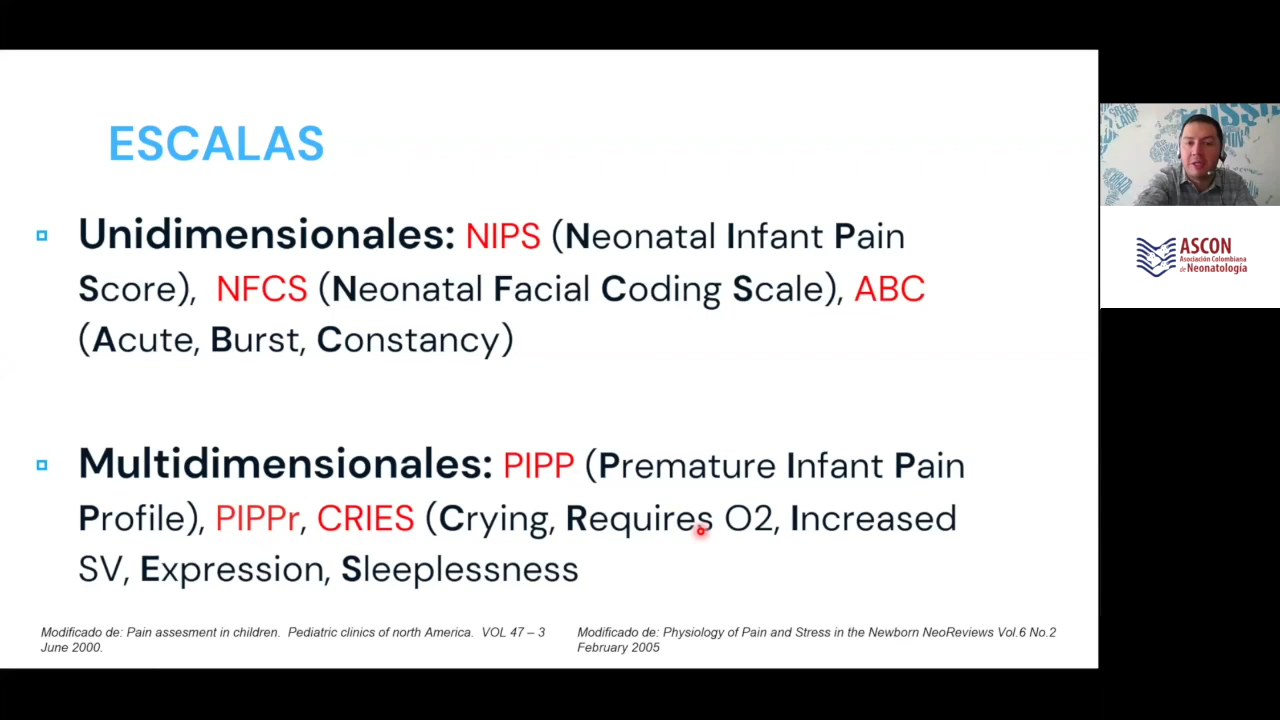 ESCALAS
Unidimensionales: NIPS (Neonatal Infant Pain
Score), NFCS (Neonatal Facial Coding Scale), ABC
(Acute, Burst, Constancy)
Multidimensionales: PIPP (Premature Infant Pain
Profile), PIPPr, CRIES (Crying, Requires O2, Increased
SV, Expression, Sleeplessness
Modificado de: Pain assesment in children. Pediatric clinics of north America. VOL 47 – 3
June 2000.
Modificado de: Physiology of Pain and Stress in the Newborn NeoReviews Vol.6 No.2
February 2005
ASCON
Asociación Colombiana
de Neonatología